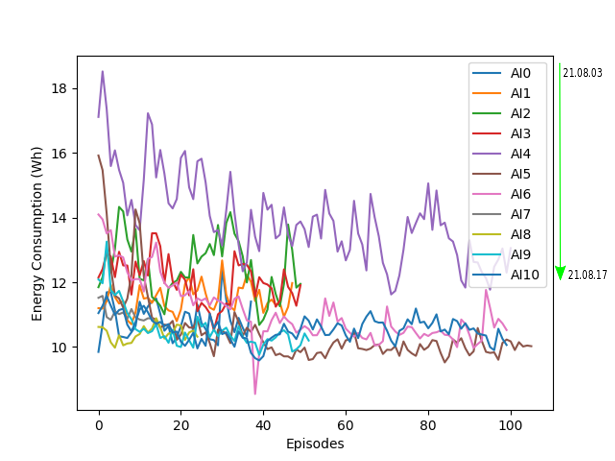 18
16
14
12
10
Energy Consumption (Wh)
0
20
40
60
80
100
Episodes
AI0
AI1
AI2
AI3
AI4
AI5
AI6
AI7
AI8
AI9
AI10
21.08.03
21.08.17